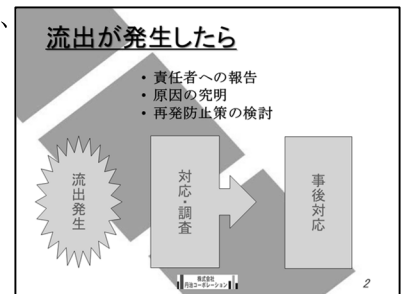 、
流出が発生したら
• 責任者への報告
• 原因の究明
• 再発防止策の検討
流出発生
対応・調査
事後対応
株式会社
円治コーポレーション
2